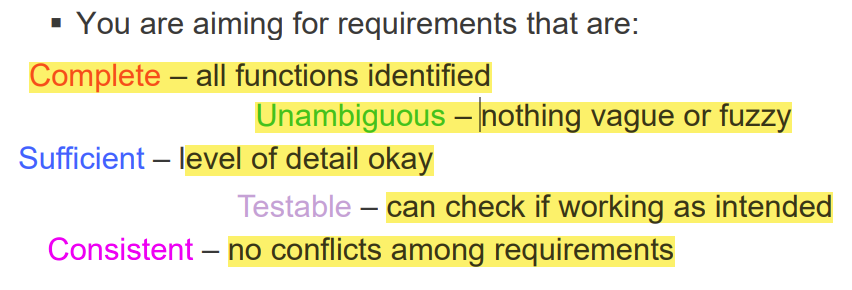 ▪ You are aiming for requirements that are:
Complete – all functions identified
Unambiguous – nothing vague or fuzzy
Sufficient – level of detail okay
Testable – can check if working as intended
Consistent – no conflicts among requirements